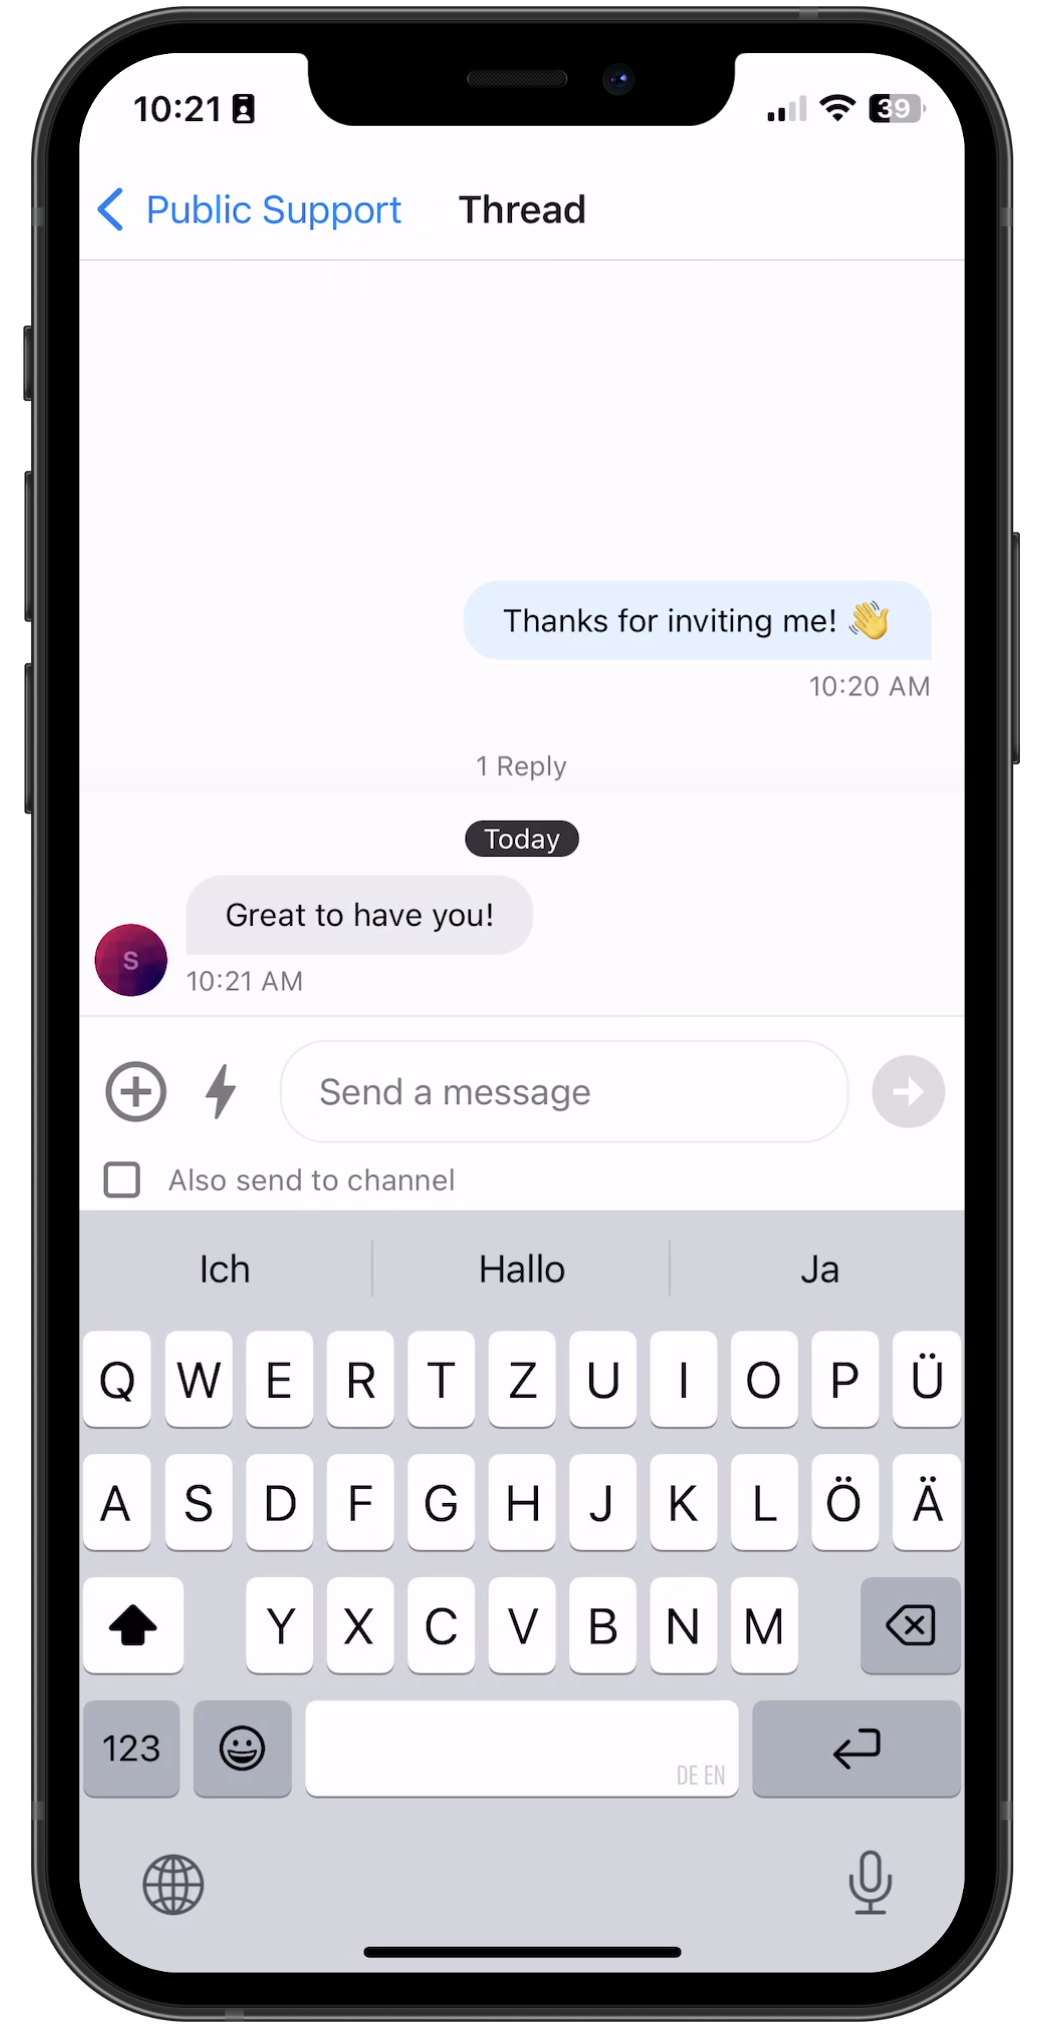 10:21 39
Public Support Thread
Thanks for inviting me! 👋
10:20 AM
1 Reply
Today
Great to have you!
S
10:21 AM
Send a message
Also send to channel
Ich Hallo Ja
Q W E R T Z U I O P Ü
A S D F G H J K L Ö Ä
Y X C V B N M
123
DE EN